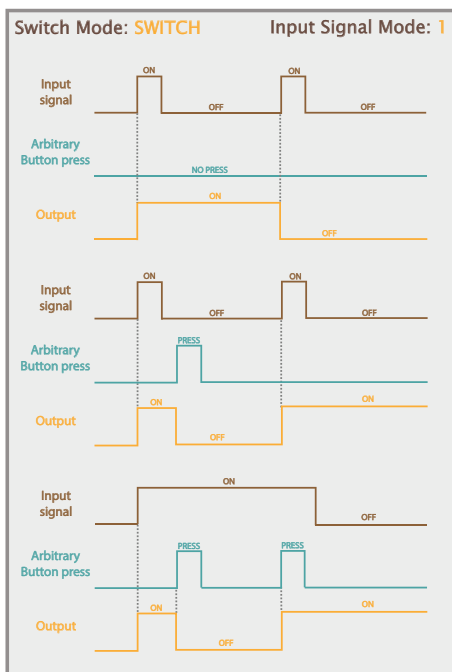 Switch Mode: SWITCH Input Signal Mode: 1
ON ON
Input
signal
OFF OFF
Arbitrary
Button press
NO PRESS
ON
Output
OFF
ON ON
Input
signal
OFF OFF
PRESS
Arbitrary
Button press
ON ON
Output
OFF
ON
Input
signal
OFF
PRESS PRESS
Arbitrary
Button press
ON ON
Output
OFF